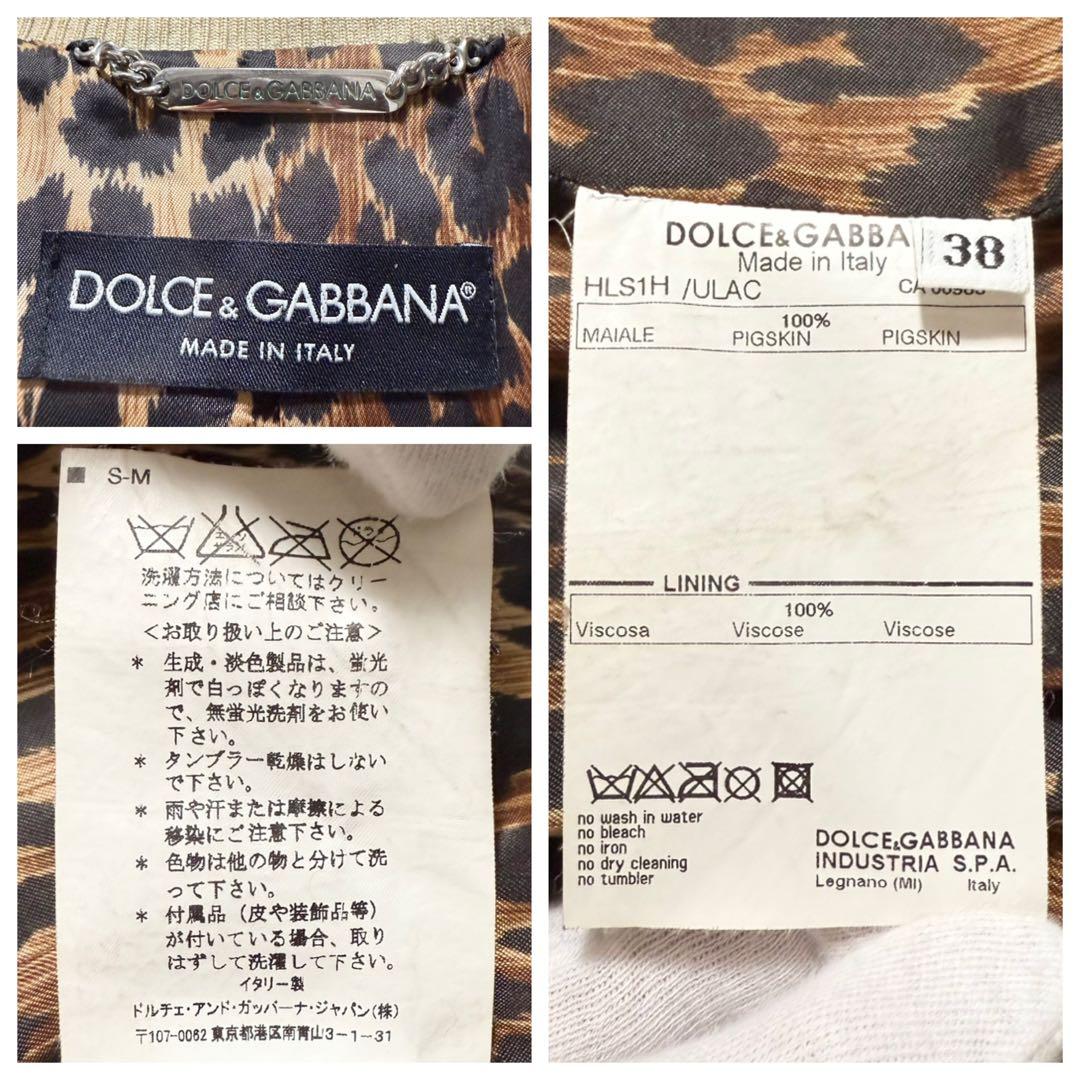 DOLCE&GABBANA
DOLCE&GABBANA®
MADE IN ITALY
S-M
洗濯方法についてはクリー
ニング店にご相談下さい。
<お取り扱い上のご注意>
* 生成・淡色製品は、蛍光
剤で白っぽくなりますの
で、無蛍光洗剤をお使い
下さい。
* タンブラー乾燥はしない
で下さい。
* 雨や汗または摩擦による
移染にご注意下さい。
* 色物は他の物と分けて洗
って下さい。
* 付属品(皮や装飾品等)
が付いている場合、取り
はずして洗濯して下さい。
イタリー製
ドルチェ・アンド・ガッバーナ・ジャパン(株)
〒107-0062 東京都港区南青山3-1-31
DOLCE&GABBA 38
Made in Italy
HLS1H /ULAC CA
100%
MAIALE PIGSKIN PIGSKIN
LINING
100%
Viscosa Viscose Viscose
no wash in water
no bleach
no iron
no dry cleaning
no tumbler
DOLCE&GABBANA
INDUSTRIA S.P.A.
Legnano (MI) Italy